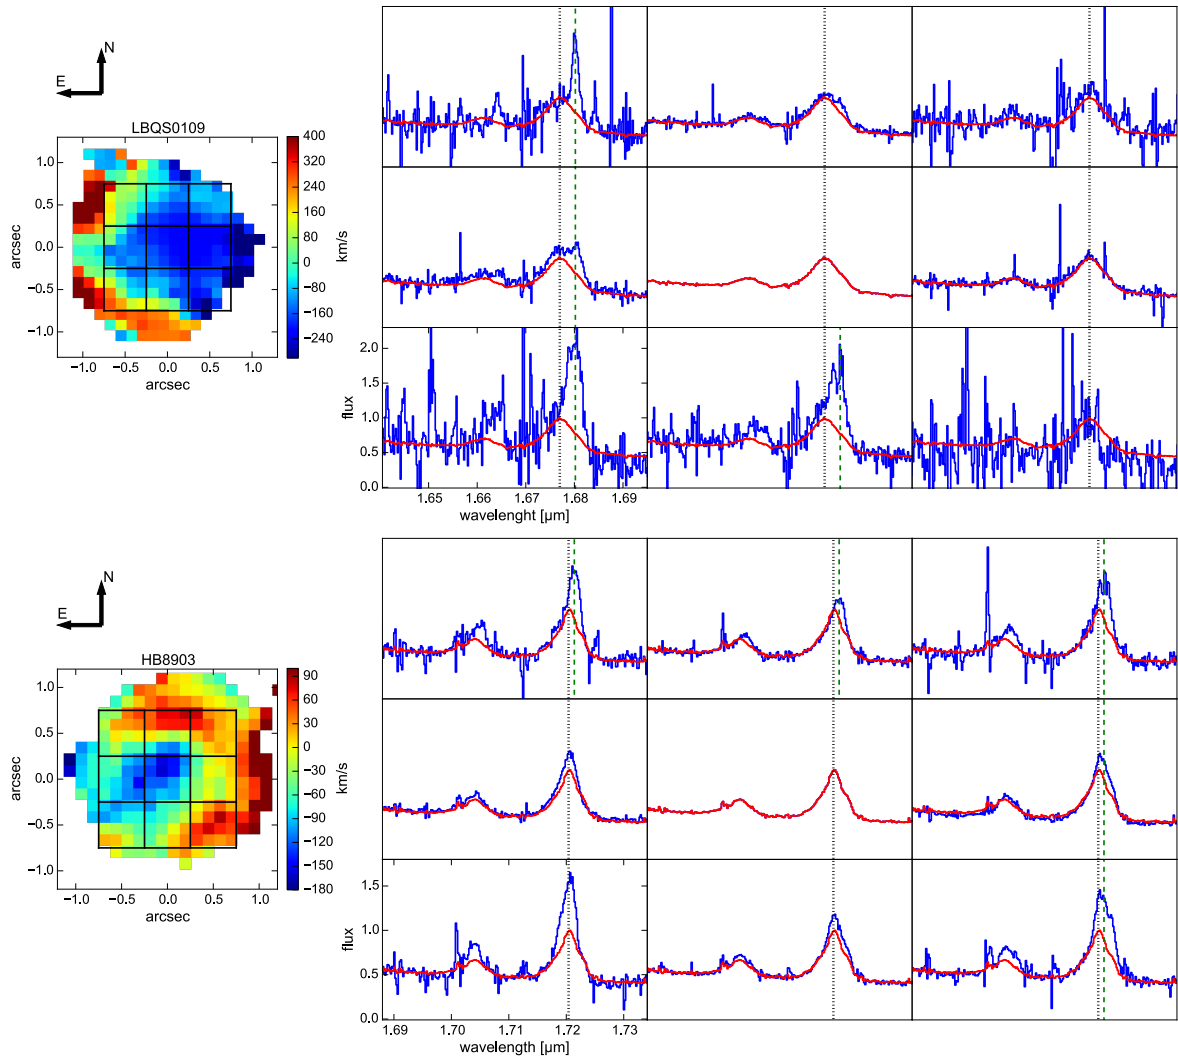 N
E
LBQS0109
1.0
0.5
0.0
−0.5
−1.0
arcsec
−1.0 −0.5 0.0 0.5 1.0
arcsec
400
320
240
160
80
0
−80
−160
−240
km/s
2.0
1.5
1.0
0.5
0.0
flux
1.65 1.66 1.67 1.68 1.69
wavelenght [µm]
N
E
HB8903
1.0
0.5
0.0
−0.5
−1.0
arcsec
−1.0 −0.5 0.0 0.5 1.0
arcsec
90
60
30
0
−30
−60
−90
−120
−150
−180
km/s
1.5
1.0
0.5
0.0
flux
1.69 1.70 1.71 1.72 1.73
wavelength [µm]